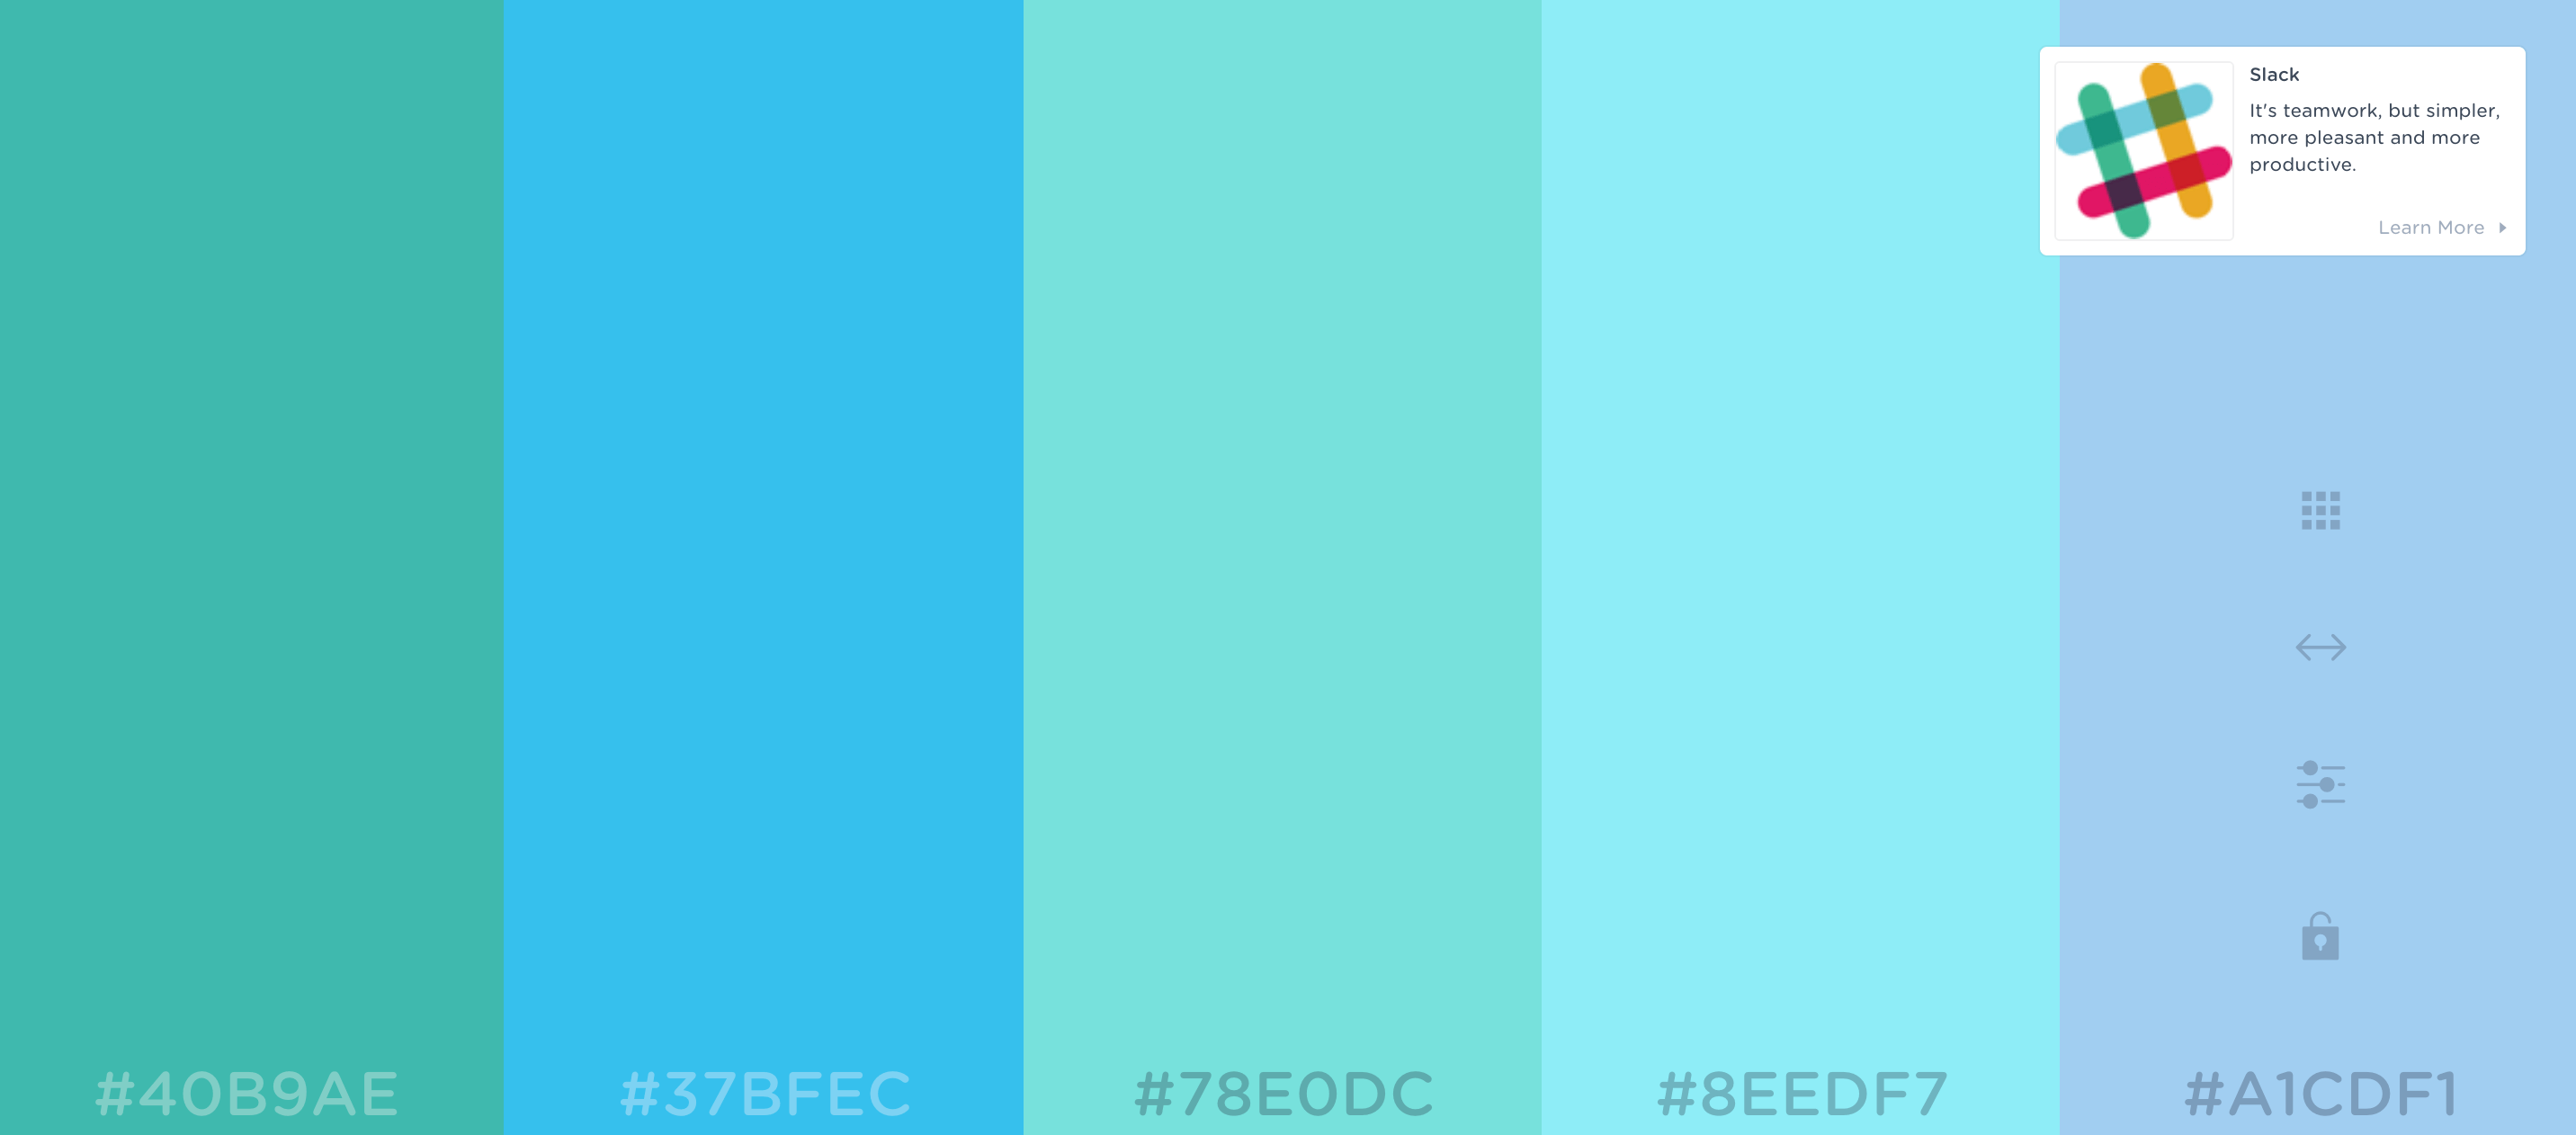 Slack
It's teamwork, but simpler,
more pleasant and more
productive.
Learn More
#40B9AE
#37BFEC
#78E0DC
#8EEDF7
#A1CDF1